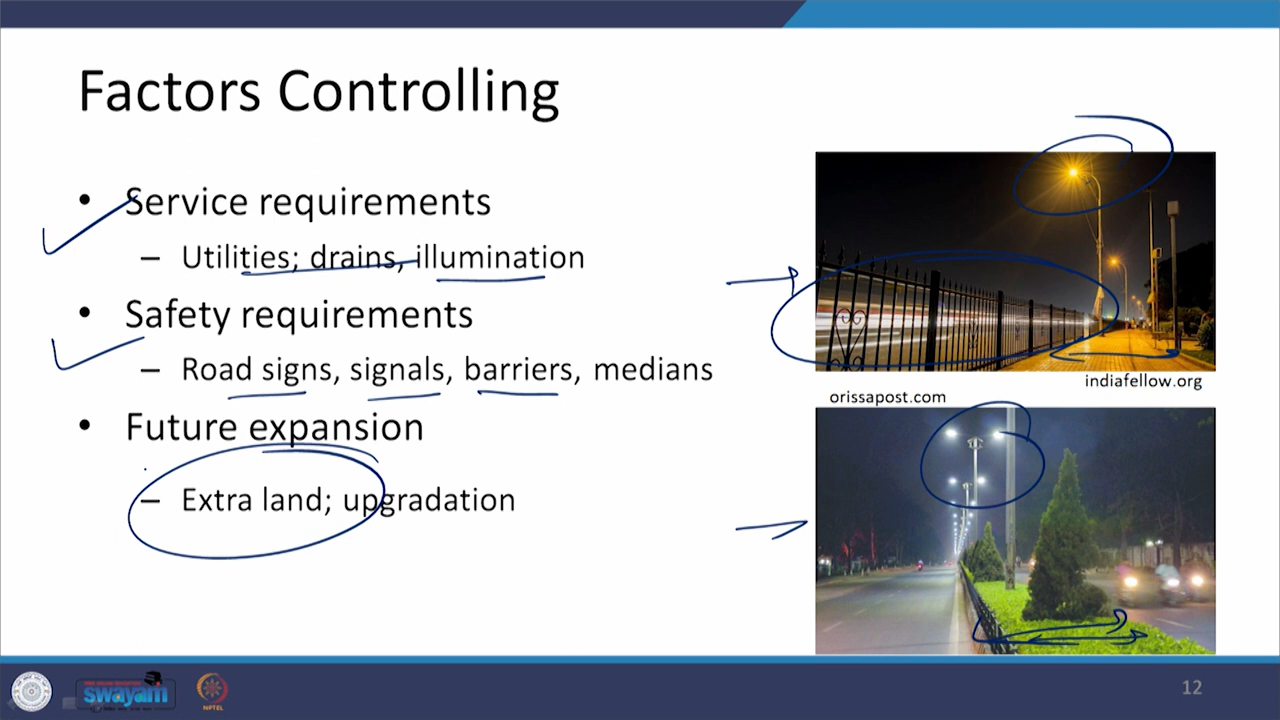 Factors Controlling
• Service requirements
– Utilities; drains, illumination
• Safety requirements
– Road signs, signals, barriers, medians
• Future expansion
– Extra land; upgradation
indiafellow.org
orissapost.com
swayam
NPTEL
12